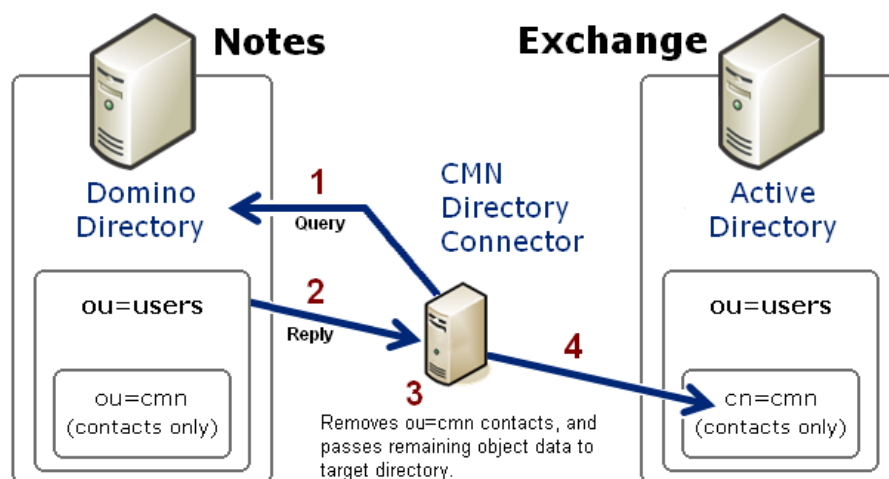 Notes
Exchange
Domino
Directory
1
Query
CMN
Directory
Connector
Active
Directory
ou=users
2
Reply
ou=cmn
(contacts only)
3
Removes ou=cmn contacts, and
passes remaining object data to
target directory.
4
ou=users
cn=cmn
(contacts only)